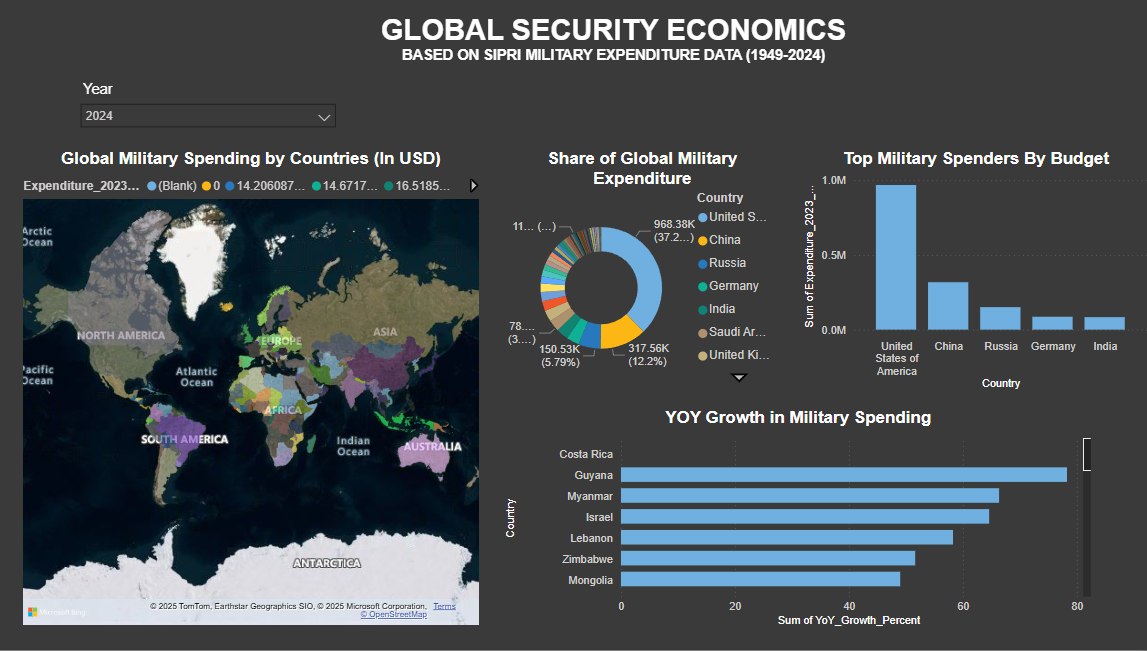 GLOBAL SECURITY ECONOMICS
BASED ON SIPRI MILITARY EXPENDITURE DATA (1949-2024)
Year
2024
Global Military Spending by Countries (In USD)
Expenditure_2023... (Blank) 0 14.206087... 14.6717... 16.5185...
Arctic
Ocean
NORTH AMERICA
EUROPE
ASIA
Pacific
Ocean
Atlantic
Ocean
AFRICA
SOUTH AMERICA
Indian
Ocean
AUSTRALIA
ANTARCTICA
Microsoft Bing
© 2025 TomTom, Earthstar Geographics SIO, © 2025 Microsoft Corporation, Terms
© OpenStreetMap
Share of Global Military
Expenditure
968.38K
(37.2...)
317.56K
(12.2%)
150.53K
(5.79%)
78....
(3....)
11... (...)
Country
United S...
China
Russia
Germany
India
Saudi Ar...
United Ki...
Top Military Spenders By Budget
Sum of Expenditure_2023_...
1.0M
0.5M
0.0M
United
States of
America
China
Russia
Germany
India
Country
YOY Growth in Military Spending
Country
Costa Rica
Guyana
Myanmar
Israel
Lebanon
Zimbabwe
Mongolia
0 20 40 60 80
Sum of YoY_Growth_Percent